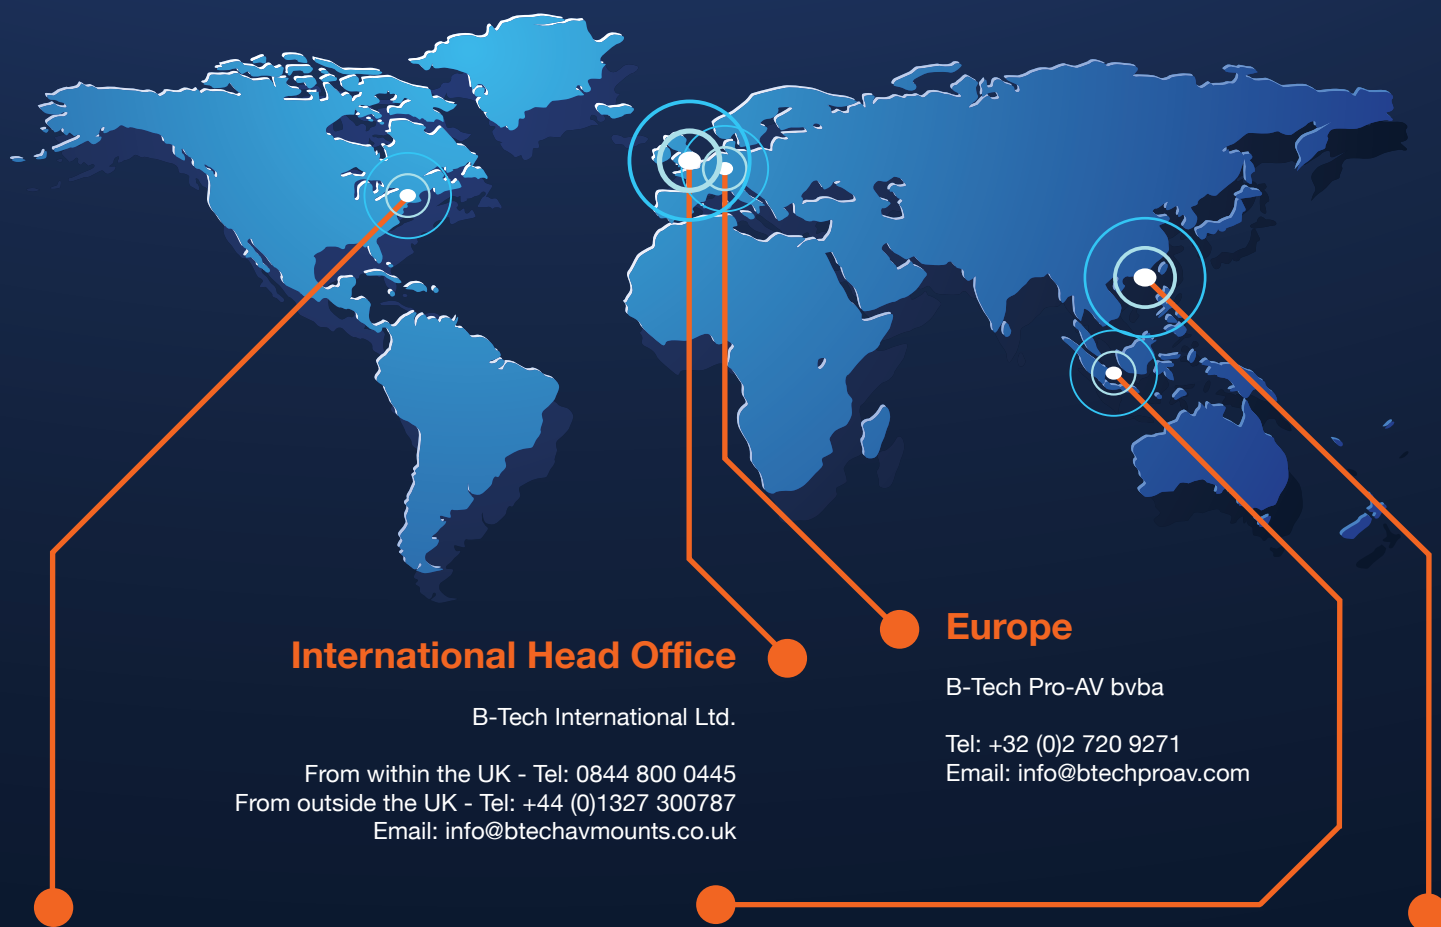 International Head Office
B-Tech International Ltd.
From within the UK - Tel: 0844 800 0445
From outside the UK - Tel: +44 (0)1327 300787
Email: info@btechavmounts.co.uk
Europe
B-Tech Pro-AV bvba
Tel: +32 (0)2 720 9271
Email: info@btechproav.com